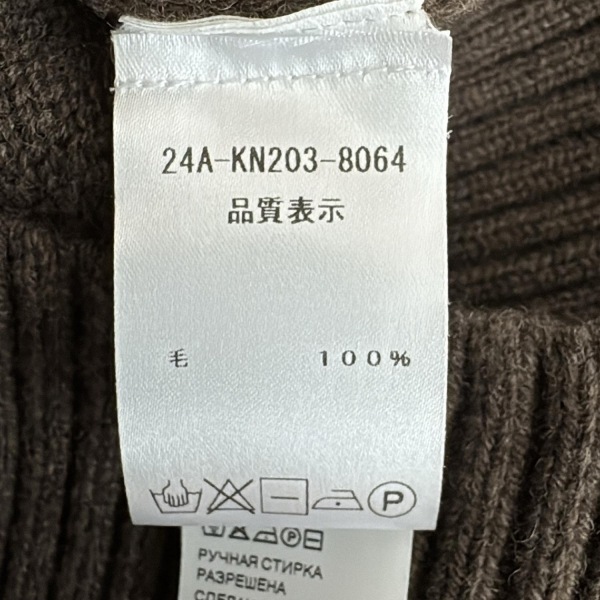 24A-KN203-8064
品質表示
毛 100%
P
РУЧНАЯ СТИРКА
РАЗРЕШЕНА